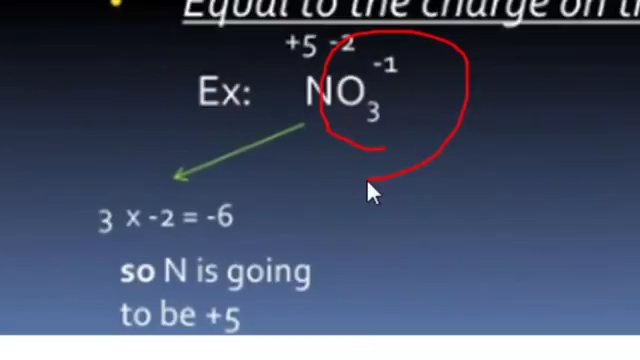 Equal to the charge on th
+5 -2
Ex: NO3-1
3 x -2 = -6
so N is going
to be +5